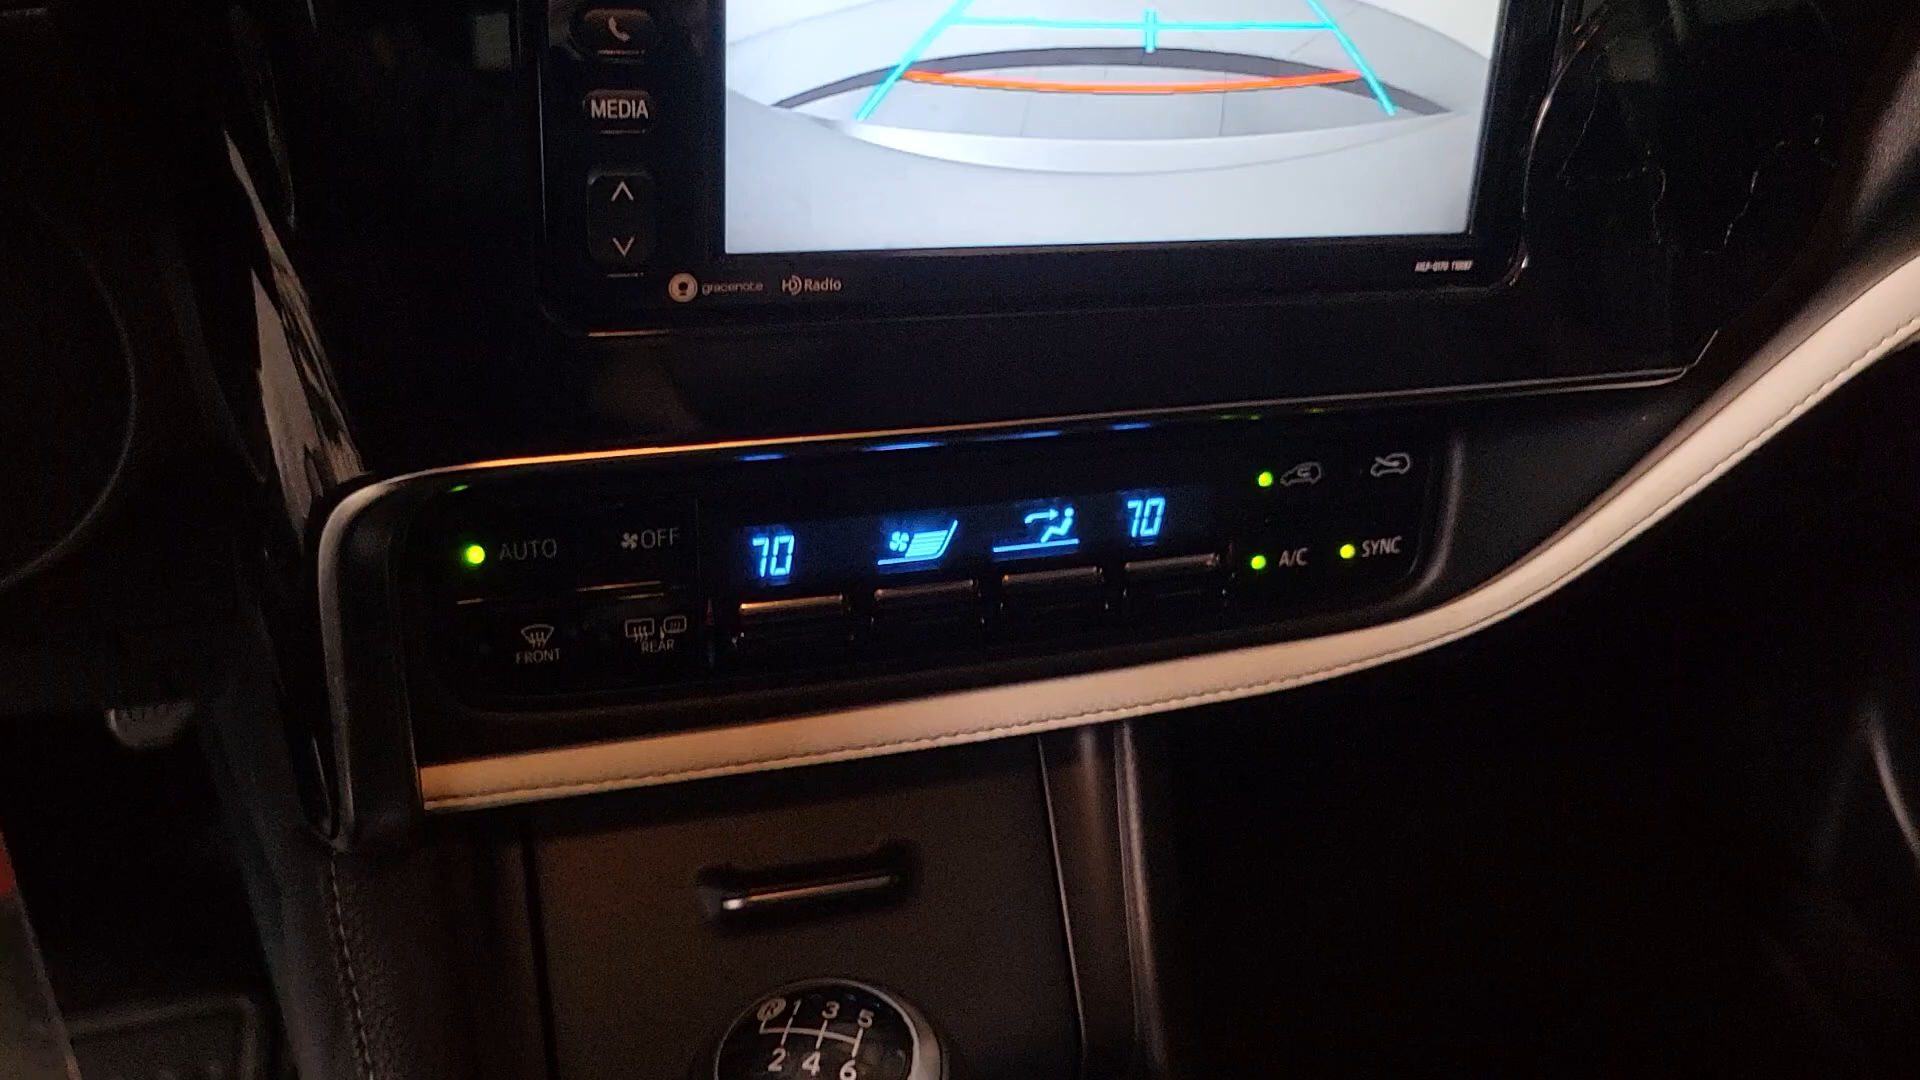 MEDIA
gracenote HD Radio
AUTO
OFF
70
70
A/C
SYNC
FRONT
REAR
R 1 3 5
2 4 6